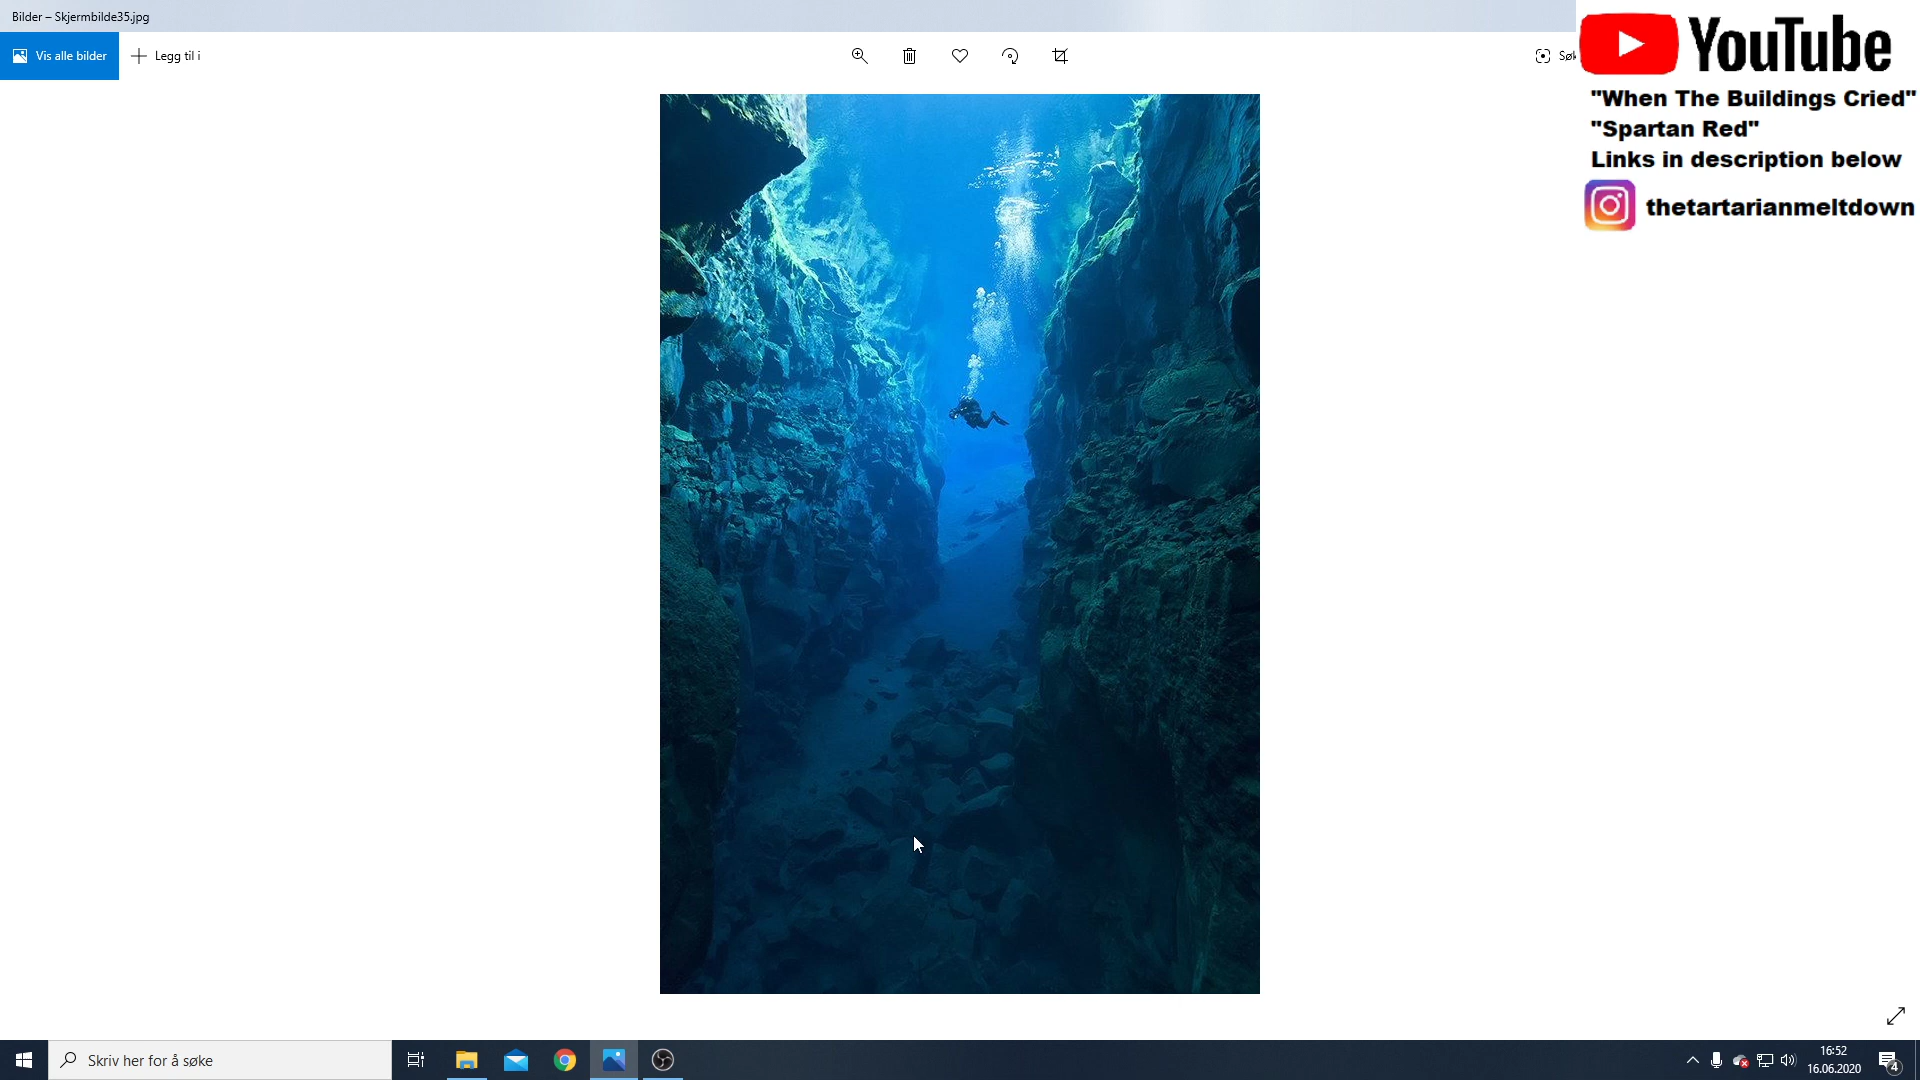 Bilder – Skjermbilde35.jpg
Vis alle bilder
Legg til i
YouTube
"When The Buildings Cried"
"Spartan Red"
Links in description below
thetartarianmeltdown
Skriv her for å søke
16:52
16.06.2020
4